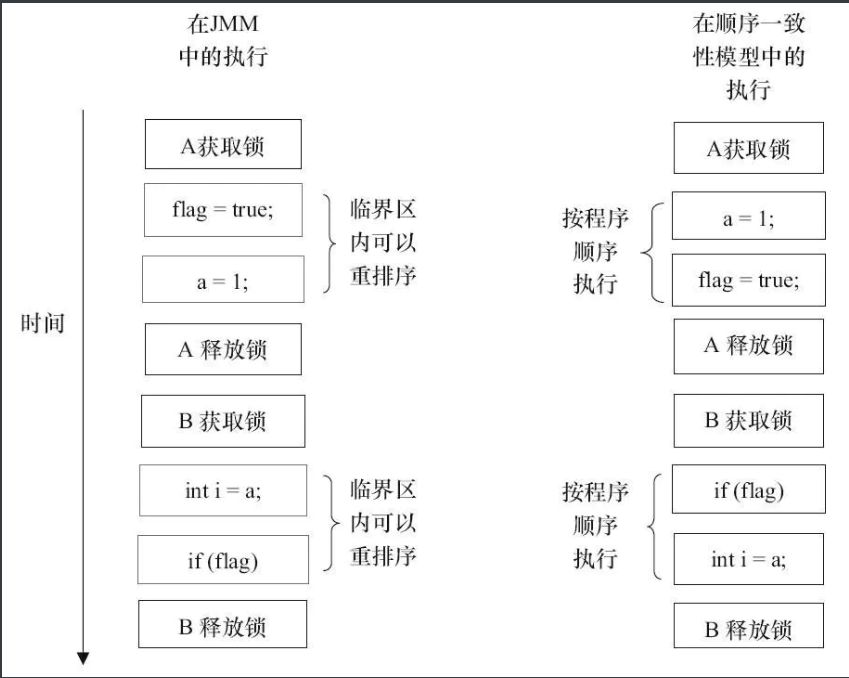 在JMM
中的执行
在顺序一致
性模型中的
执行
时间
A获取锁
flag = true;
a = 1;
临界区
内可以
重排序
A 释放锁
B 获取锁
int i = a;
if (flag)
临界区
内可以
重排序
B 释放锁
A获取锁
按程序
顺序
执行
a = 1;
flag = true;
A 释放锁
B 获取锁
按程序
顺序
执行
if (flag)
int i = a;
B 释放锁